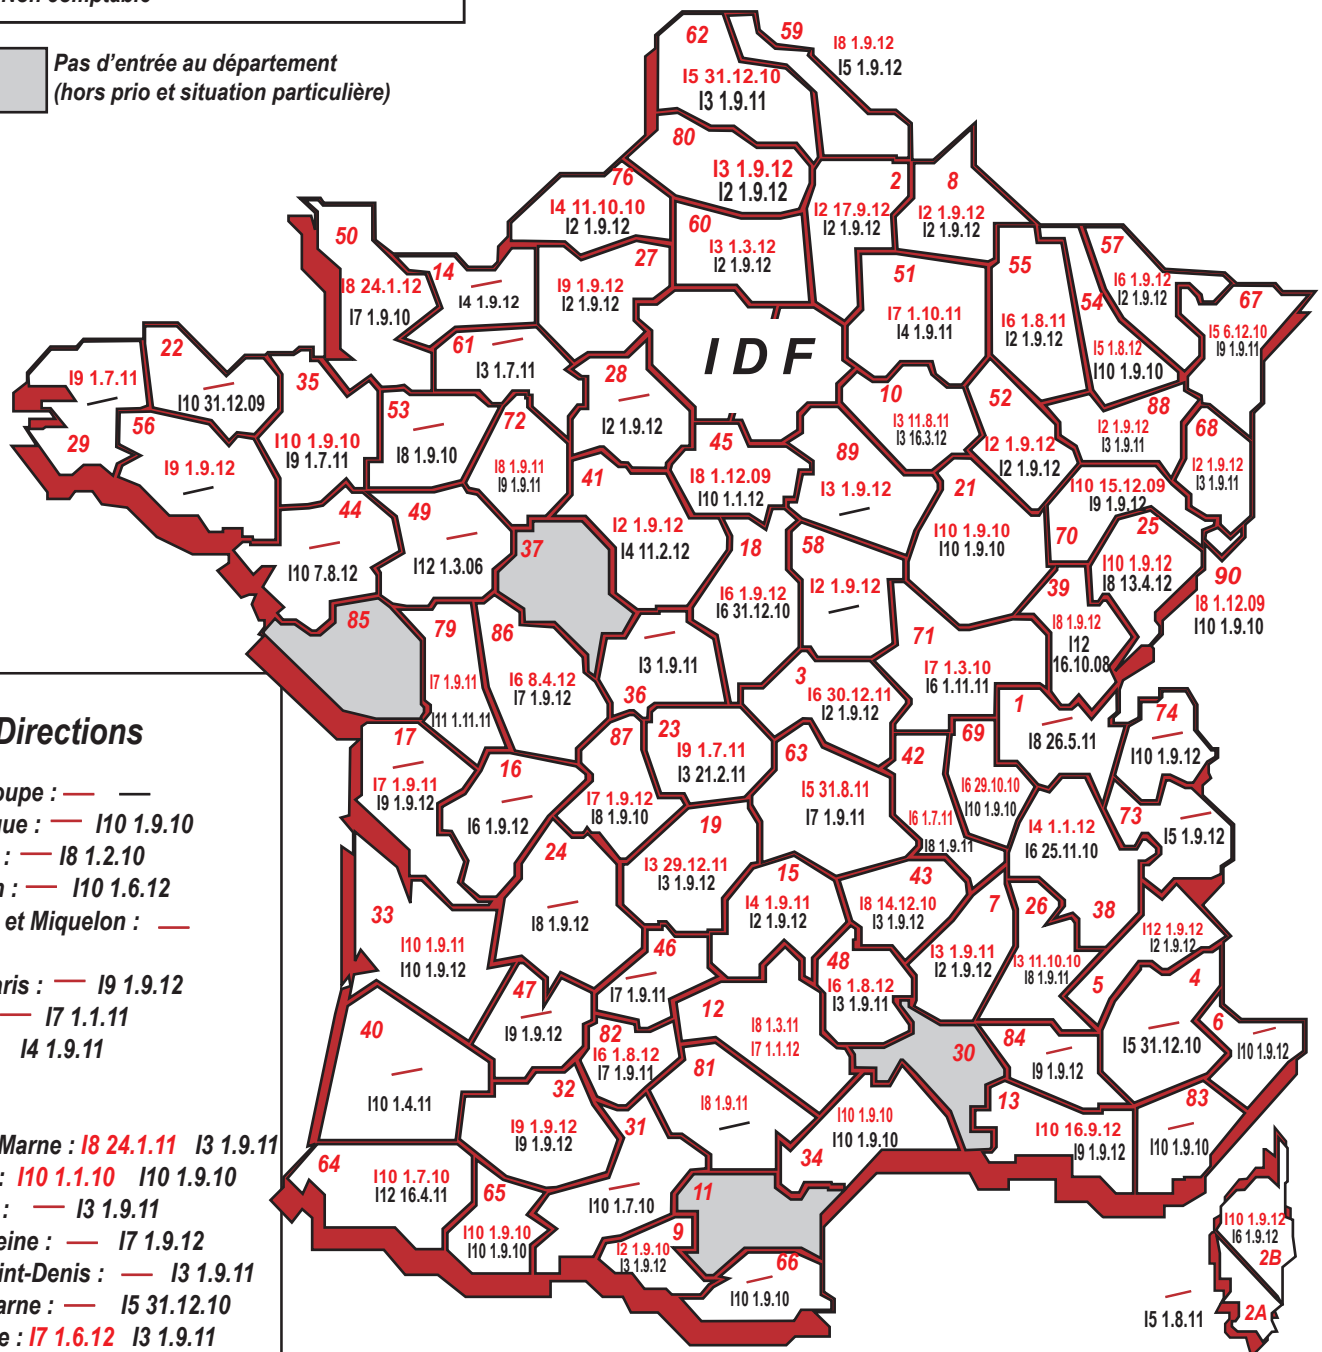 Pas d'entrée au département
(hors prio et situation particulière)
62
I5 31.12.10
I3 1.9.11
59
I8 1.9.12
I5 1.9.12
80
I3 1.9.12
I2 1.9.12
76
I4 11.10.10
I2 1.9.12
60
I3 1.3.12
I2 1.9.12
2
I2 17.9.12
I2 1.9.12
8
I2 1.9.12
I2 1.9.12
50
I8 24.1.12
I7 1.9.10
14
—
I4 1.9.12
27
I9 1.9.12
I2 1.9.12
51
I7 1.10.11
I4 1.9.11
55
I6 1.8.11
I2 1.9.12
57
I6 1.9.12
I2 1.9.12
54
I5 1.8.12
I10 1.9.10
67
I5 6.12.10
I9 1.9.11
61
—
I3 1.7.11
IDF
22
—
I10 31.12.09
29
I9 1.7.11
—
56
I9 1.9.12
—
35
I10 1.9.10
I9 1.7.11
53
—
I8 1.9.10
72
I8 1.9.11
I9 1.9.11
28
—
I2 1.9.12
10
I3 11.8.11
I3 16.3.12
52
I2 1.9.12
I2 1.9.12
88
I2 1.9.12
I3 1.9.11
68
I2 1.9.12
I3 1.9.11
45
I8 1.12.09
I10 1.1.12
89
I3 1.9.12
—
41
I2 1.9.12
I4 11.2.12
21
I10 1.9.10
I10 1.9.10
70
I10 15.12.09
I9 1.9.12
25
I10 1.9.12
I8 13.4.12
90
I8 1.12.09
I10 1.9.10
44
—
I10 7.8.12
49
—
I12 1.3.06
37
18
I6 1.9.12
I6 31.12.10
58
I2 1.9.12
—
39
I8 1.9.12
I12
16.10.08
85
79
I7 1.9.11
I11 1.11.11
86
I6 8.4.12
I7 1.9.12
36
—
I3 1.9.11
71
I7 1.3.10
I6 1.11.11
3
I6 30.12.11
I2 1.9.12
1
—
I8 26.5.11
74
—
I10 1.9.12
17
—
I7 1.9.11
I9 1.9.12
16
—
I6 1.9.12
87
I7 1.9.12
I8 1.9.10
23
I9 1.7.11
I3 21.2.11
63
I5 31.8.11
I7 1.9.11
42
I6 1.7.11
I8 1.9.11
69
I6 29.10.10
I10 1.9.10
73
—
I5 1.9.12
38
I4 1.1.12
I6 25.11.10
24
—
I8 1.9.12
19
I3 29.12.11
I3 1.9.12
15
I4 1.9.11
I2 1.9.12
43
I8 14.12.10
I3 1.9.12
7
I3 1.9.11
I2 1.9.12
26
I3 11.10.10
I8 1.9.11
5
I12 1.9.12
I2 1.9.12
33
I10 1.9.11
I10 1.9.12
47
—
I9 1.9.12
46
—
I7 1.9.11
12
I8 1.3.11
I7 1.1.12
48
I6 1.8.12
I3 1.9.11
30
84
—
I9 1.9.12
4
—
I5 31.12.10
6
—
I10 1.9.12
40
—
I10 1.4.11
82
I6 1.8.12
I7 1.9.11
32
I9 1.9.12
I9 1.9.12
81
I8 1.9.11
—
31
—
I10 1.7.10
34
I10 1.9.10
I10 1.9.10
13
I10 16.9.12
I9 1.9.12
83
—
I10 1.9.10
64
I10 1.7.10
I12 16.4.11
65
I10 1.9.10
I10 1.9.10
9
I2 1.9.10
I3 1.9.12
11
66
—
I10 1.9.10
2B
I10 1.9.12
I6 1.9.12
2A
—
I5 1.8.11
Directions
oupe : — —
ue : — I10 1.9.10
: — I8 1.2.10
n : — I10 1.6.12
et Miquelon : —
aris : — I9 1.9.12
— I7 1.1.11
I4 1.9.11
Marne : I8 24.1.11 I3 1.9.11
: I10 1.1.10 I10 1.9.10
: — I3 1.9.11
eine : — I7 1.9.12
int-Denis : — I3 1.9.11
arne : — I5 31.12.10
e : I7 1.6.12 I3 1.9.11